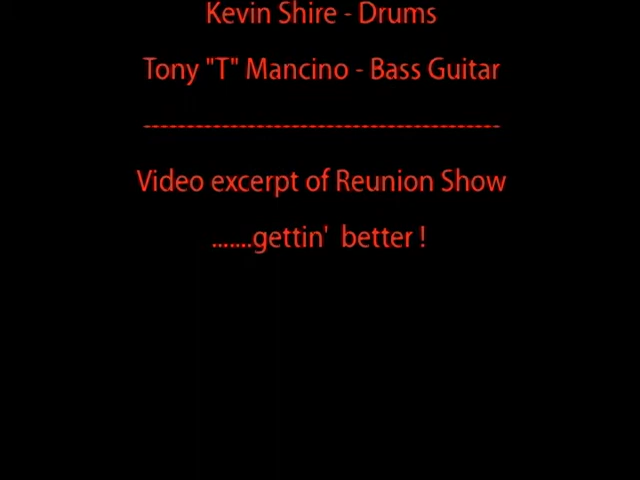 Kevin Shire - Drums
Tony "T" Mancino - Bass Guitar
-----------------------------------------
Video excerpt of Reunion Show
.......gettin'  better !